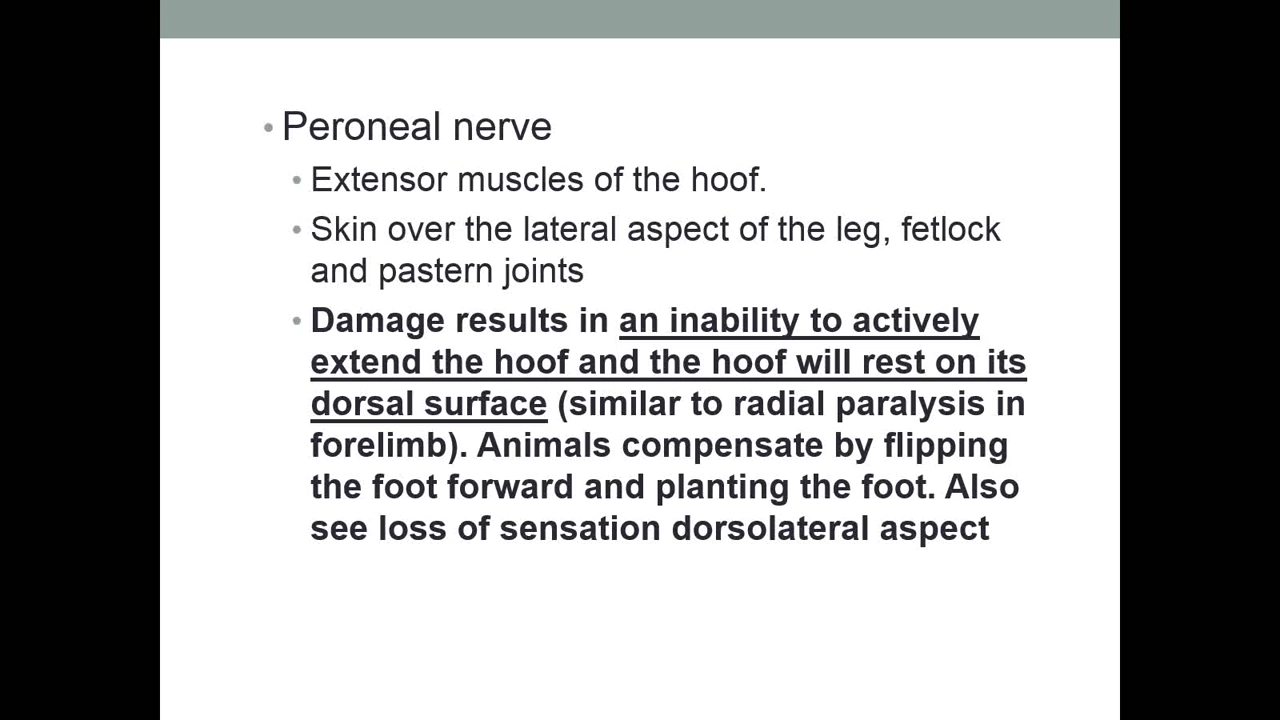 • Peroneal nerve
• Extensor muscles of the hoof.
• Skin over the lateral aspect of the leg, fetlock
and pastern joints
• Damage results in an inability to actively
extend the hoof and the hoof will rest on its
dorsal surface (similar to radial paralysis in
forelimb). Animals compensate by flipping
the foot forward and planting the foot. Also
see loss of sensation dorsolateral aspect